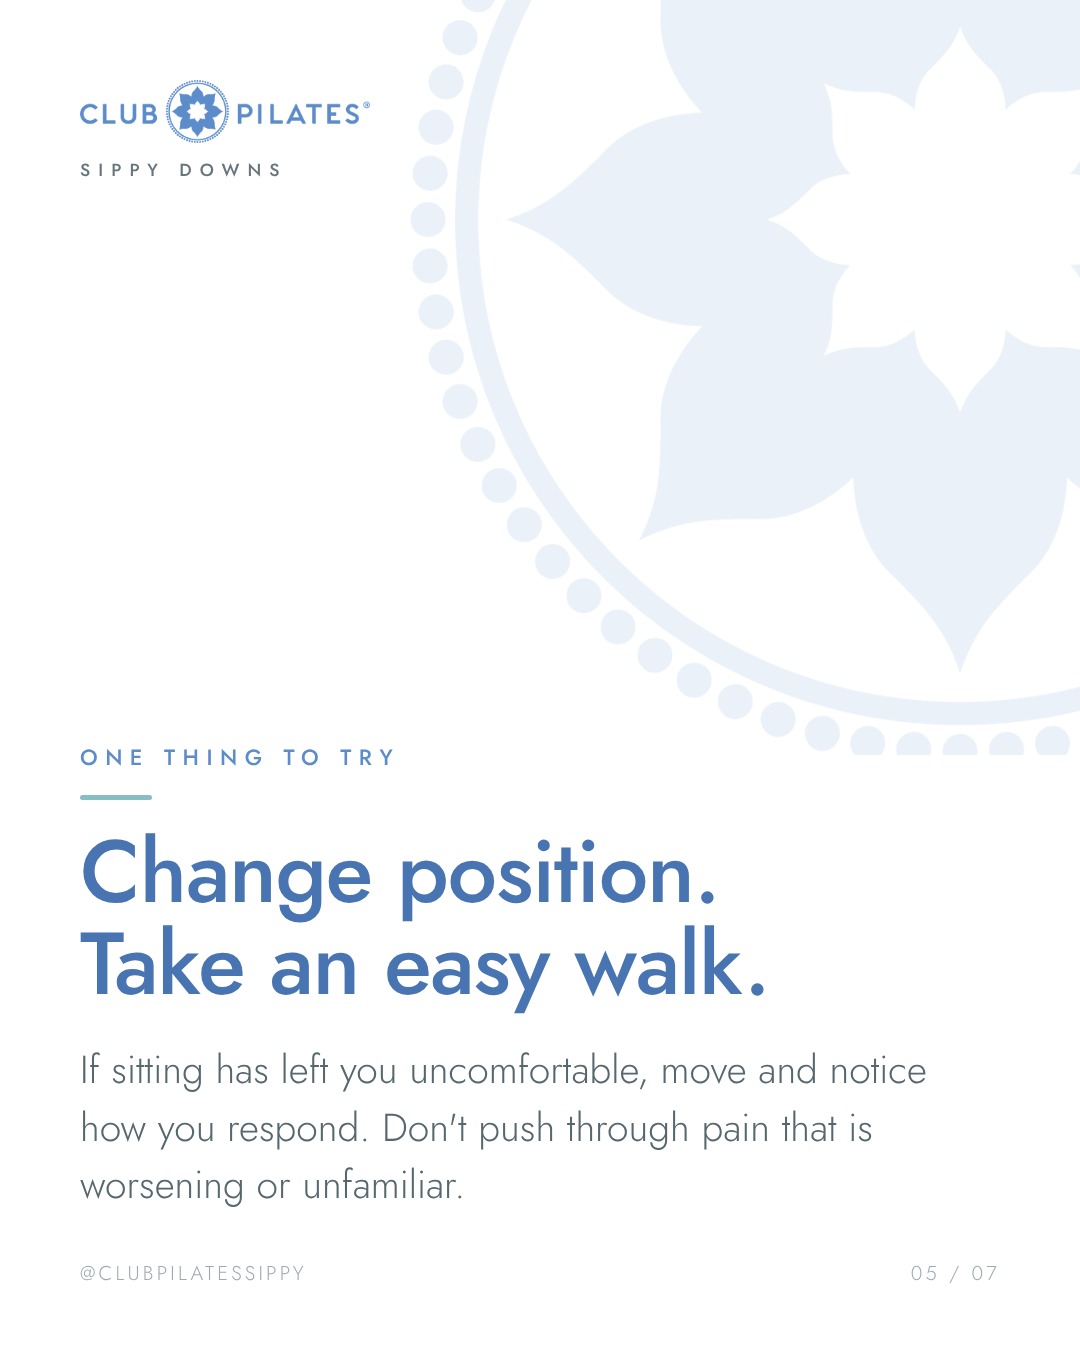 CLUB PILATES®
SIPPY DOWNS
ONE THING TO TRY
Change position.
Take an easy walk.
If sitting has left you uncomfortable, move and notice
how you respond. Don't push through pain that is
worsening or unfamiliar.
@CLUBPILATESSIPPY
05 / 07